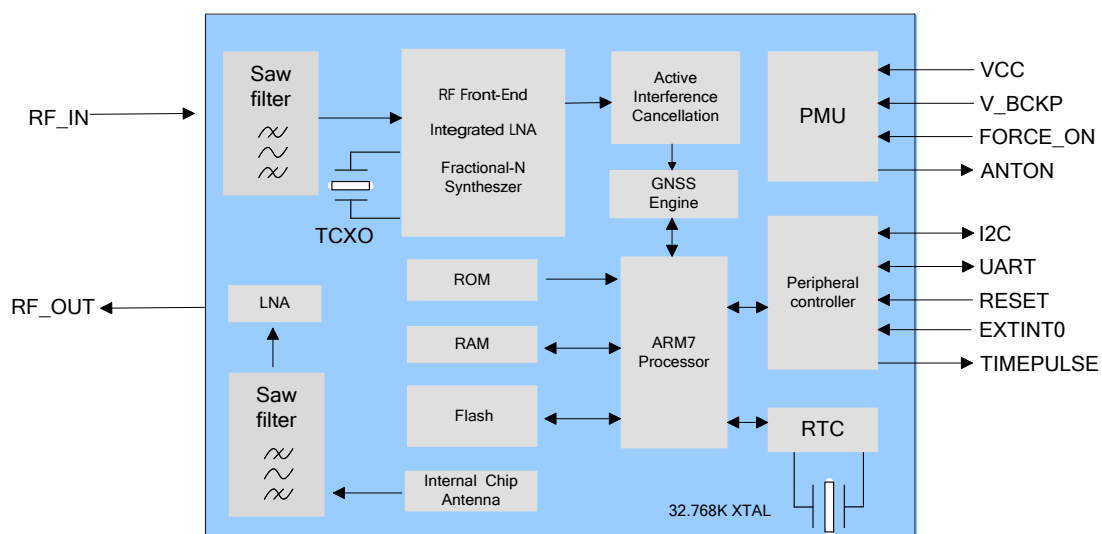 RF_IN
Saw
filter
RF Front-End
Integrated LNA
Fractional-N
Syntheszer
TCXO
Active
Interference
Cancellation
GNSS
Engine
PMU
VCC
V_BCKP
FORCE_ON
ANTON
I2C
UART
RESET
EXTINT0
TIMEPULSE
Peripheral
controller
ROM
RAM
Flash
ARM7
Processor
RF_OUT
LNA
Saw
filter
Internal Chip
Antenna
RTC
32.768K XTAL